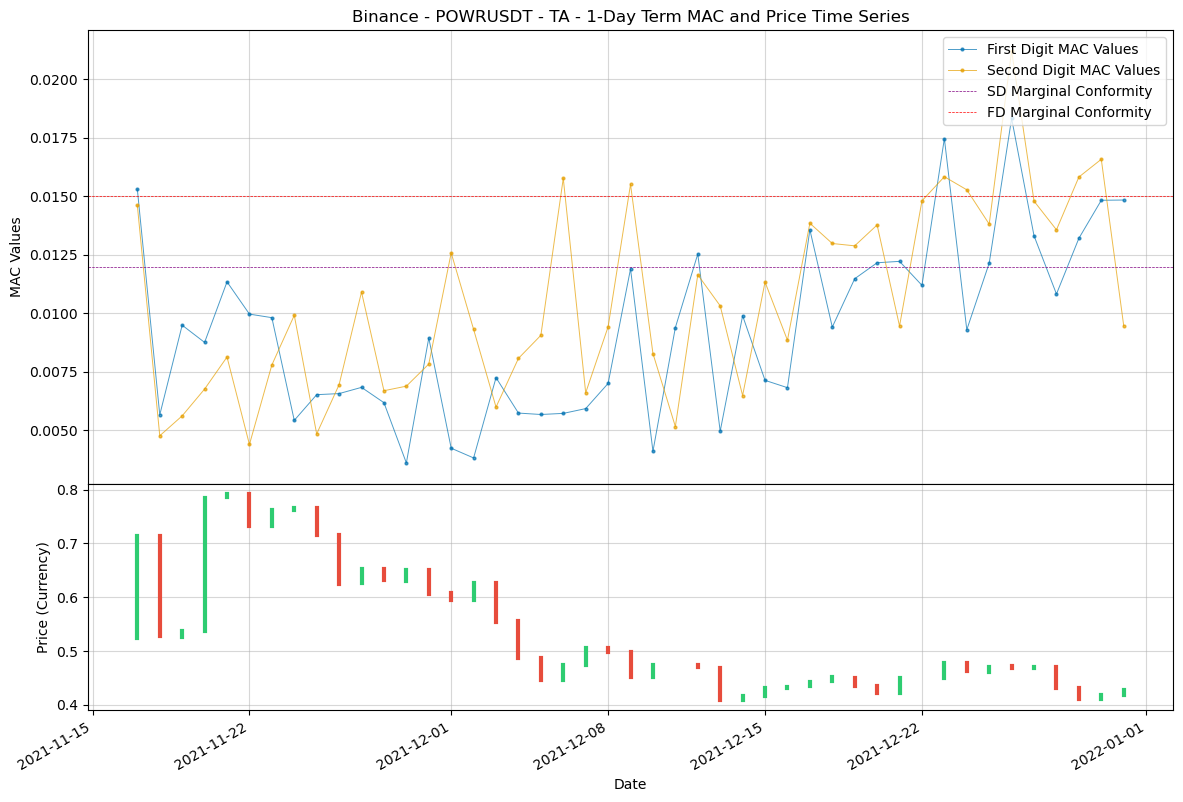 Binance - POWRUSDT - TA - 1-Day Term MAC and Price Time Series
First Digit MAC Values
Second Digit MAC Values
SD Marginal Conformity
FD Marginal Conformity
MAC Values
0.0200
0.0175
0.0150
0.0125
0.0100
0.0075
0.0050
Price (Currency)
0.8
0.7
0.6
0.5
0.4
2021-11-15
2021-11-22
2021-12-01
2021-12-08
2021-12-15
2021-12-22
2022-01-01
Date